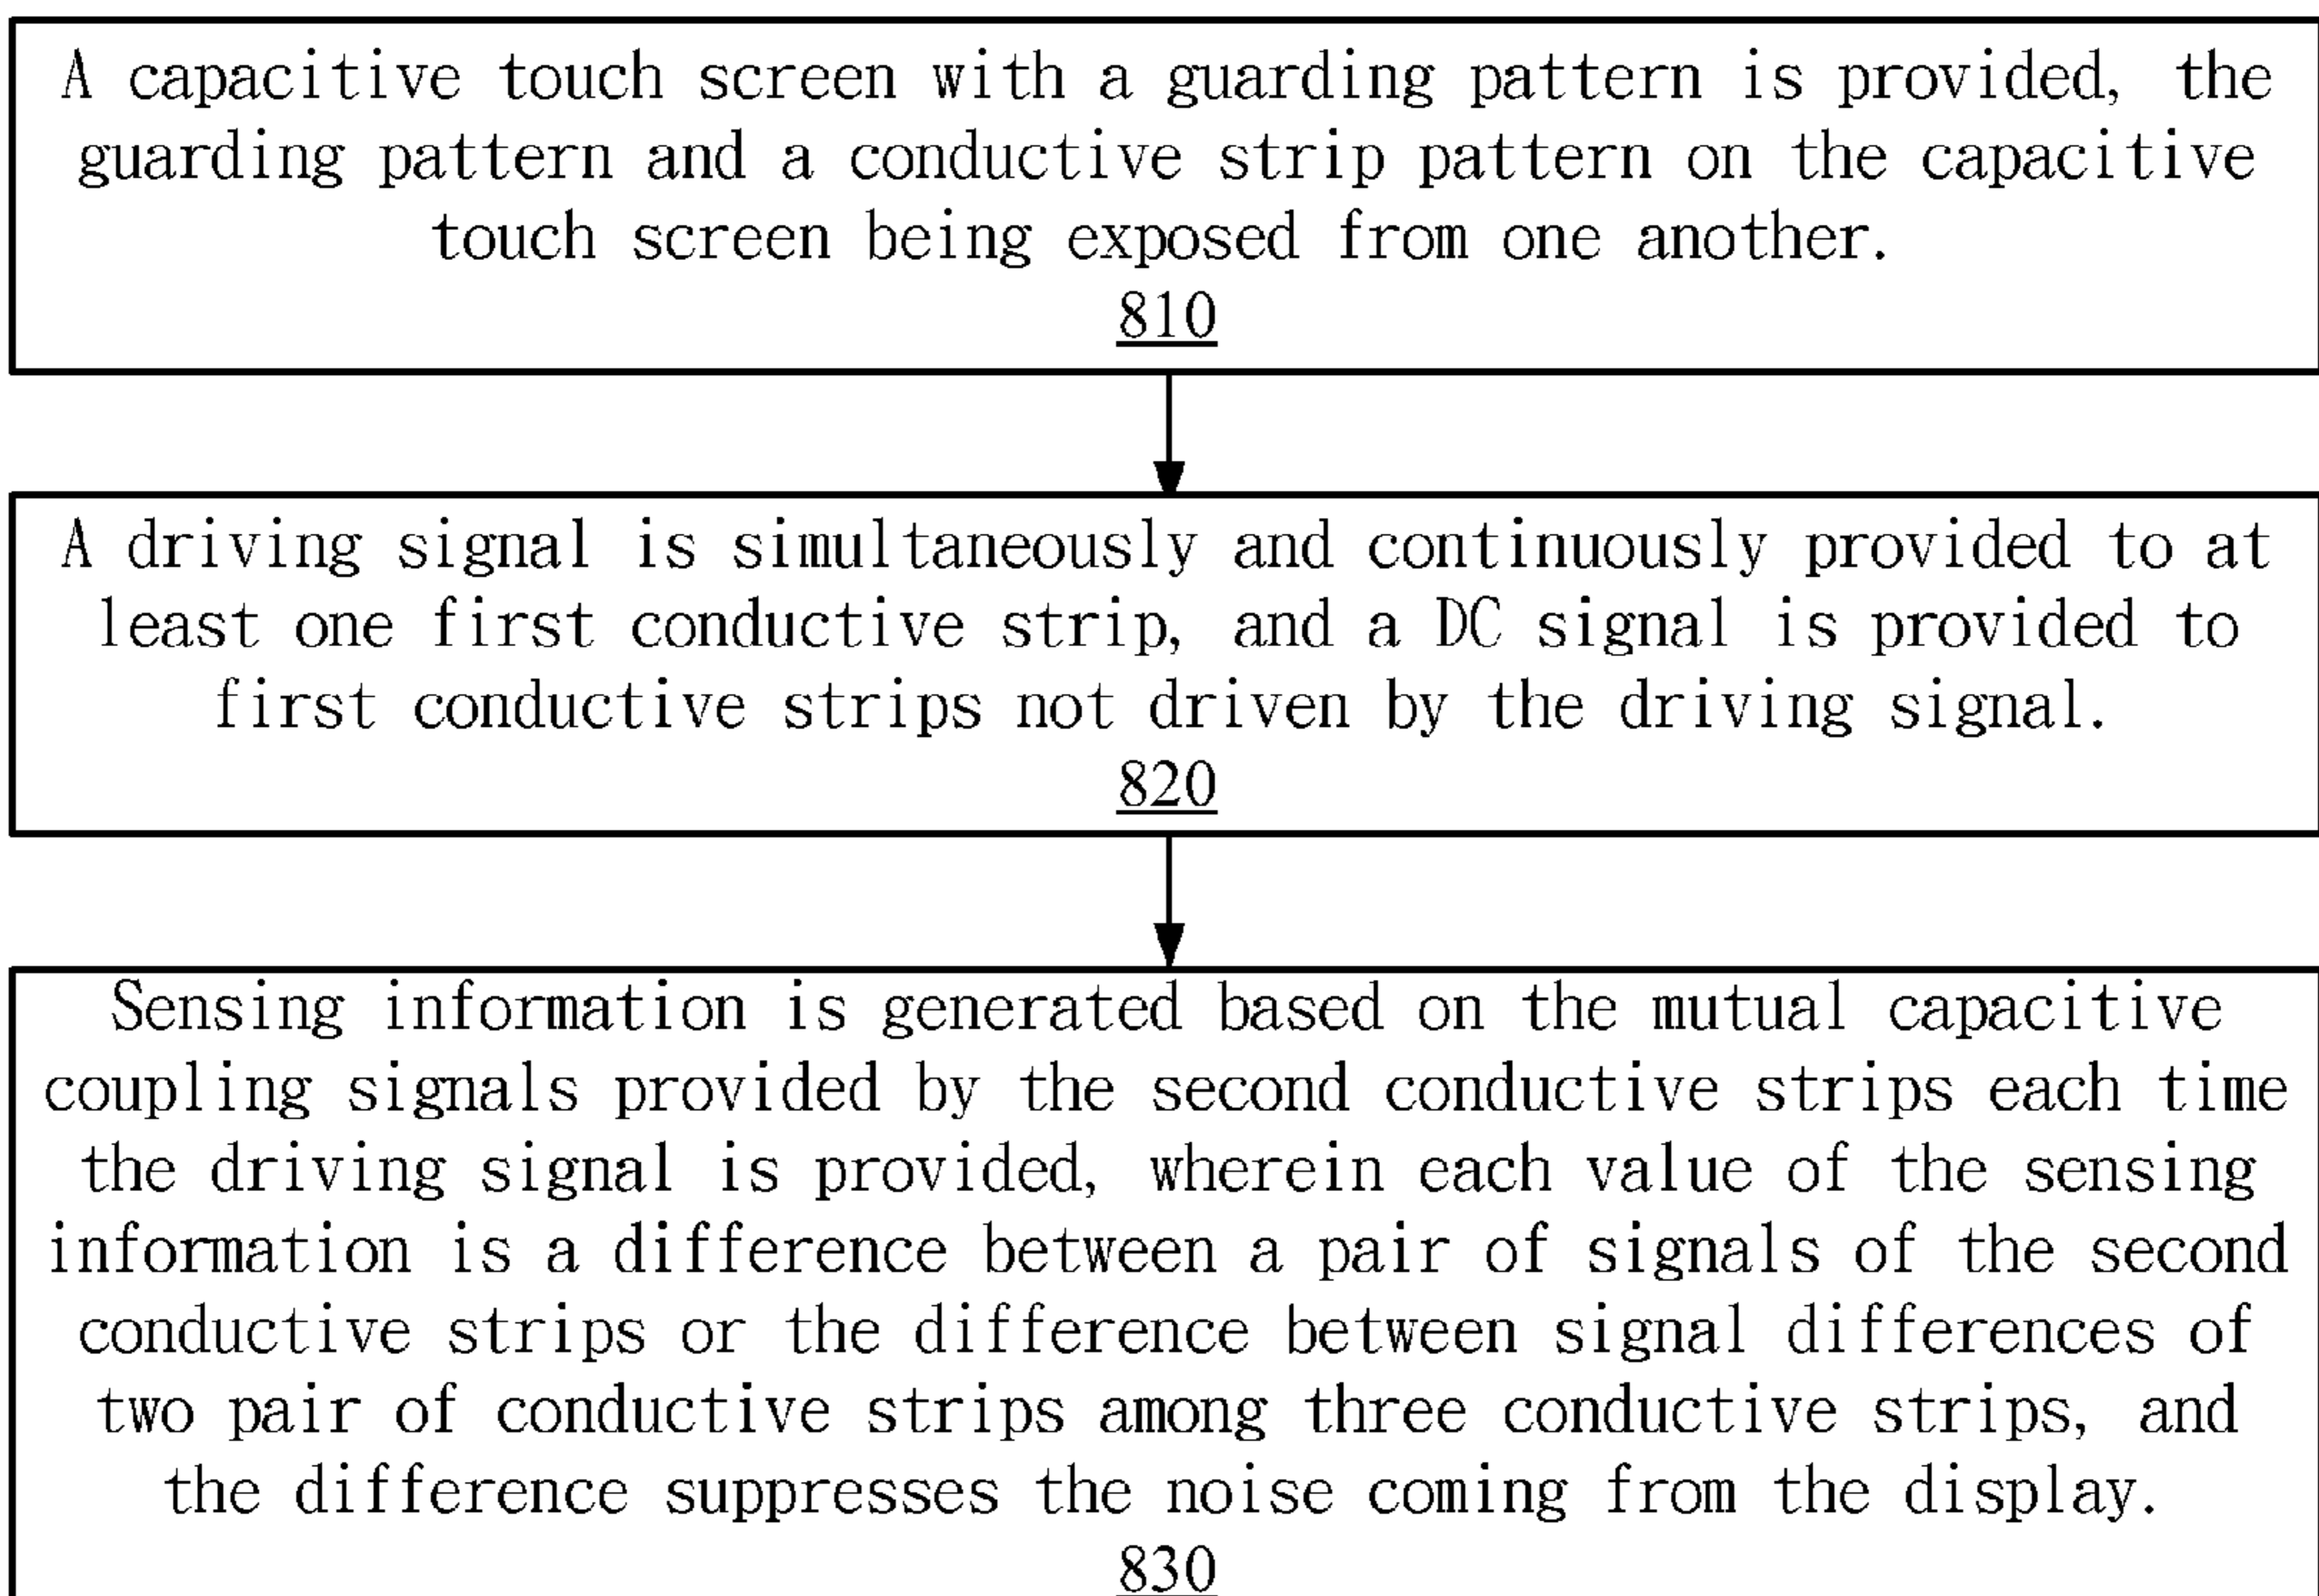 A capacitive touch screen with a guarding pattern is provided, the
guarding pattern and a conductive strip pattern on the capacitive
touch screen being exposed from one another.
810
A driving signal is simultaneously and continuously provided to at
least one first conductive strip, and a DC signal is provided to
first conductive strips not driven by the driving signal.
820
Sensing information is generated based on the mutual capacitive
coupling signals provided by the second conductive strips each time
the driving signal is provided, wherein each value of the sensing
information is a difference between a pair of signals of the second
conductive strips or the difference between signal differences of
two pair of conductive strips among three conductive strips, and
the difference suppresses the noise coming from the display.
830